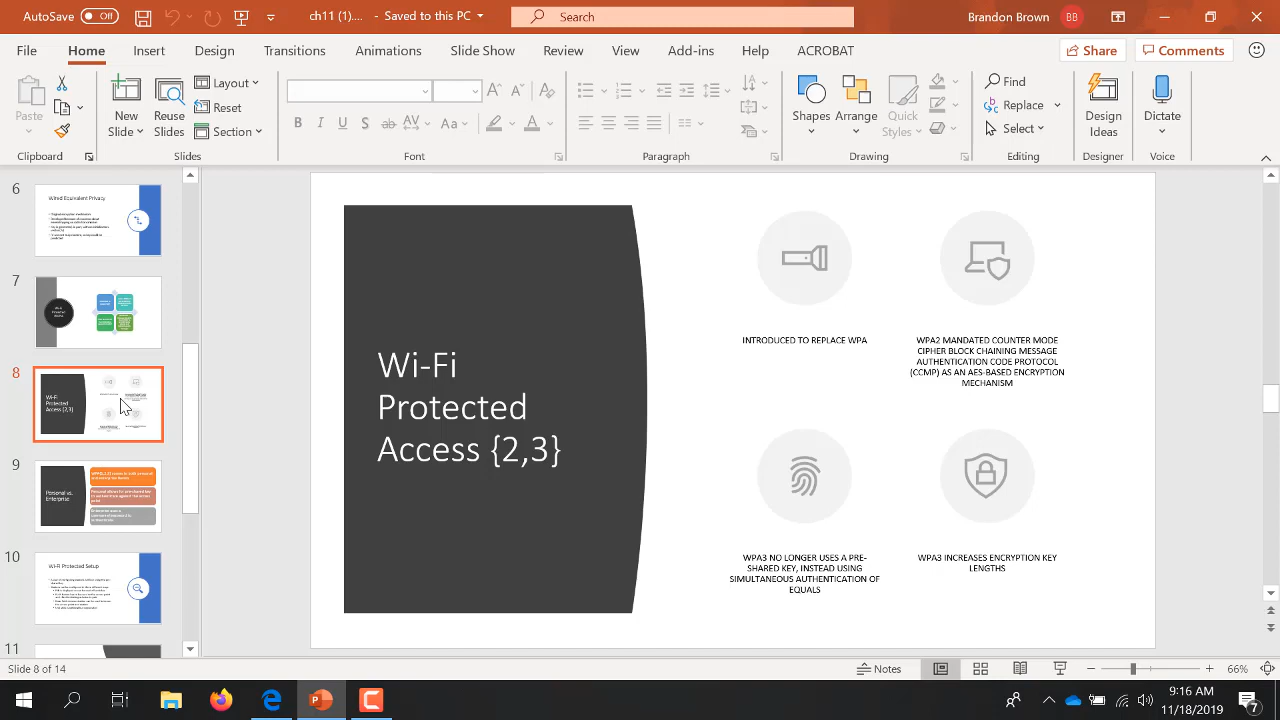 AutoSave Off ch11 (1).... - Saved to this PC Search Brandon Brown BB
File Home Insert Design Transitions Animations Slide Show Review View Add-ins Help ACROBAT Share Comments
Paste
New Slide
Reuse Slides
Layout
Reset
Section
B I U S ab AV Aa A
Shapes
Arrange
Quick Styles
Find
Replace
Select
Design Ideas
Dictate
Clipboard Slides Font Paragraph Drawing Editing Designer Voice
6
Wired Equivalent Privacy
7
8
Wi-Fi
Protected
Access {2,3}
9
Personal vs.
Enterprise
10
Wi-Fi Protected Setup
11
Wi-Fi
Protected
Access {2,3}
INTRODUCED TO REPLACE WPA
WPA2 MANDATED COUNTER MODE
CIPHER BLOCK CHAINING MESSAGE
AUTHENTICATION CODE PROTOCOL
(CCMP) AS AN AES-BASED ENCRYPTION
MECHANISM
WPA3 NO LONGER USES A PRE-
SHARED KEY, INSTEAD USING
SIMULTANEOUS AUTHENTICATION OF
EQUALS
WPA3 INCREASES ENCRYPTION KEY
LENGTHS
Slide 8 of 14 Notes 66%
9:16 AM
11/18/2019
7